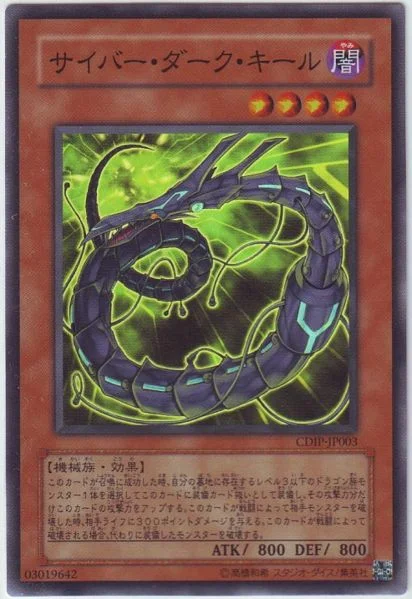 サイバー・ダーク・キール
闇
やみ
CDIP-JP003
【機械族・効果】
このカードが召喚に成功した時、自分の墓地に存在するレベル3以下のドラゴン族モ
ンスター1体を選択してこのカードに装備カード扱いとして装備し、その攻撃力分だ
けこのカードの攻撃力をアップする。このカードが戦闘によって相手モンスターを破
壊した時、相手ライフに300ポイントダメージを与える。このカードが戦闘によって
破壊される場合、代わりに装備したモンスターを破壊する。
ATK/ 800 DEF/ 800
03019642
©高橋和希 スタジオ・ダイス/集英社